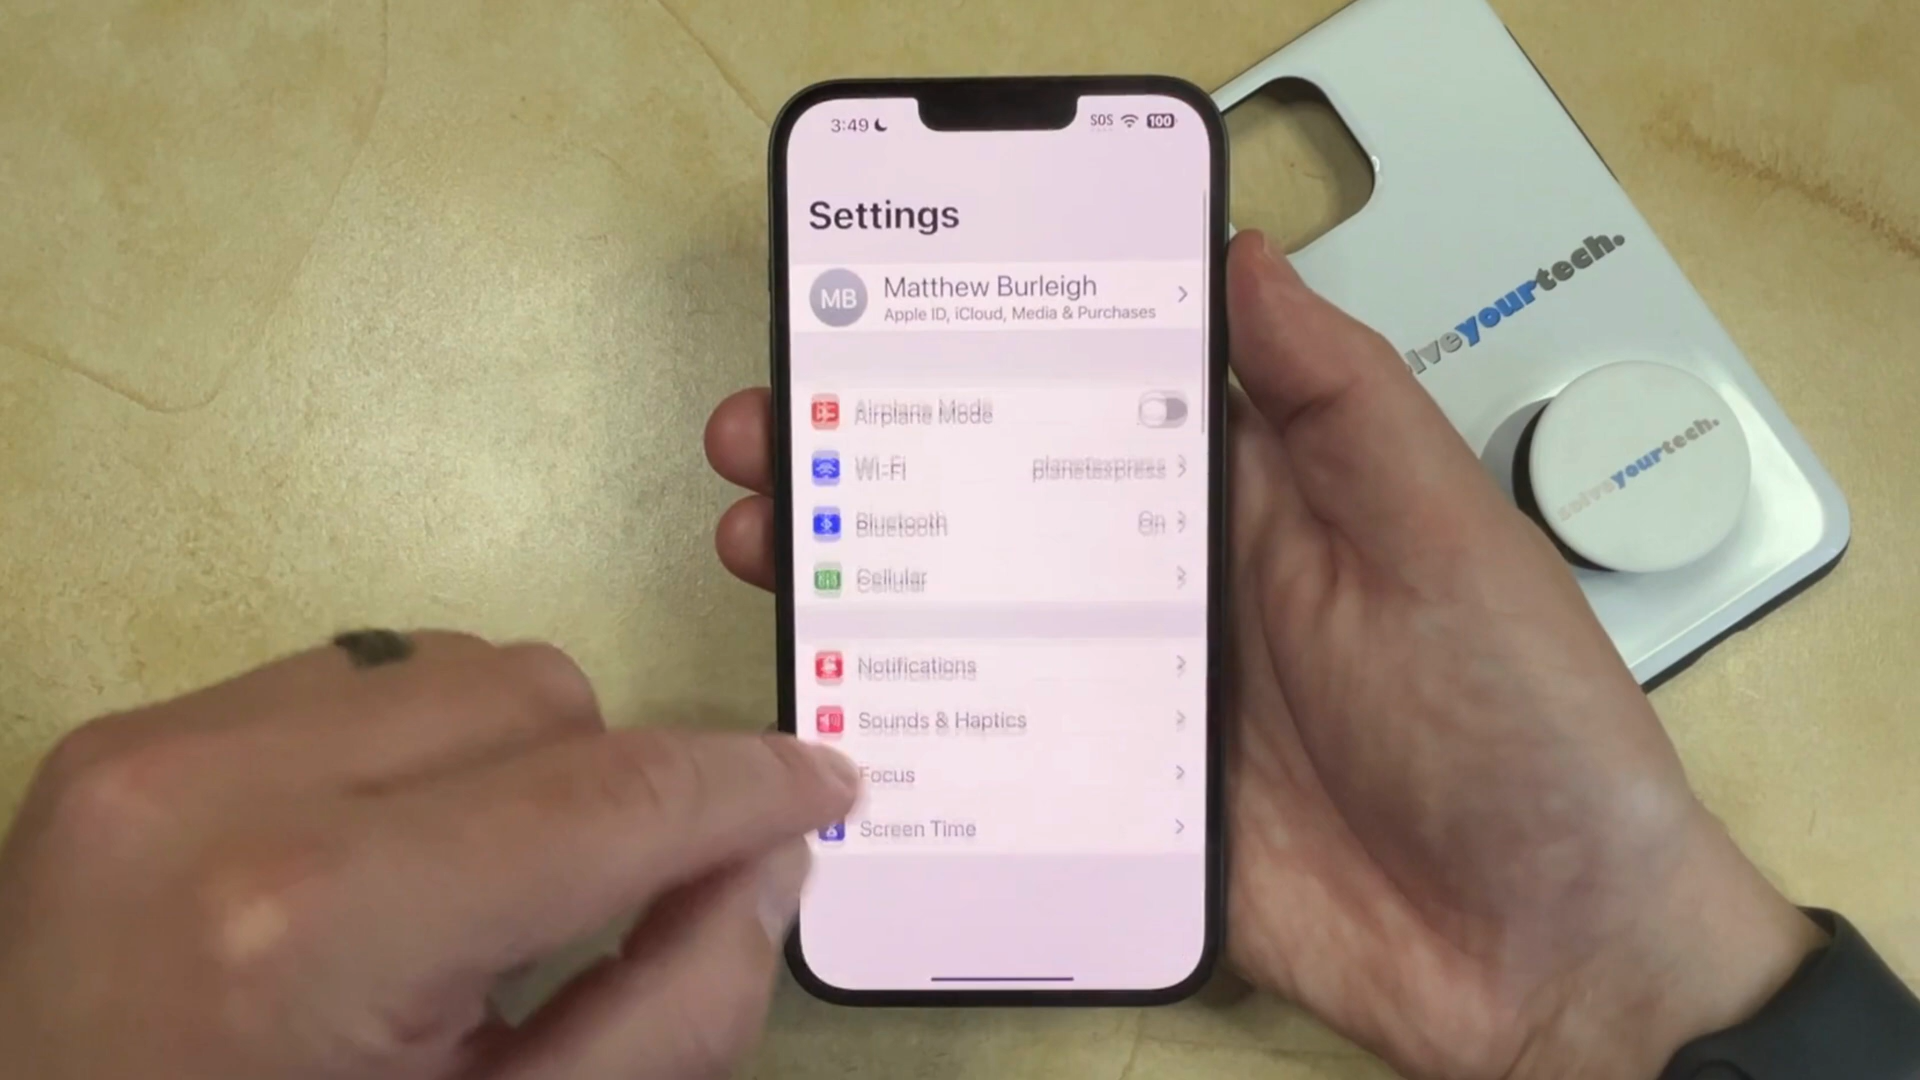 3:49
SOS
100
Settings
MB
Matthew Burleigh
Apple ID, iCloud, Media & Purchases
Airplane Mode
Wi-Fi planetexpress
Bluetooth On
Cellular
Notifications
Sounds & Haptics
Focus
Screen Time
yourtech.
solveyourtech.